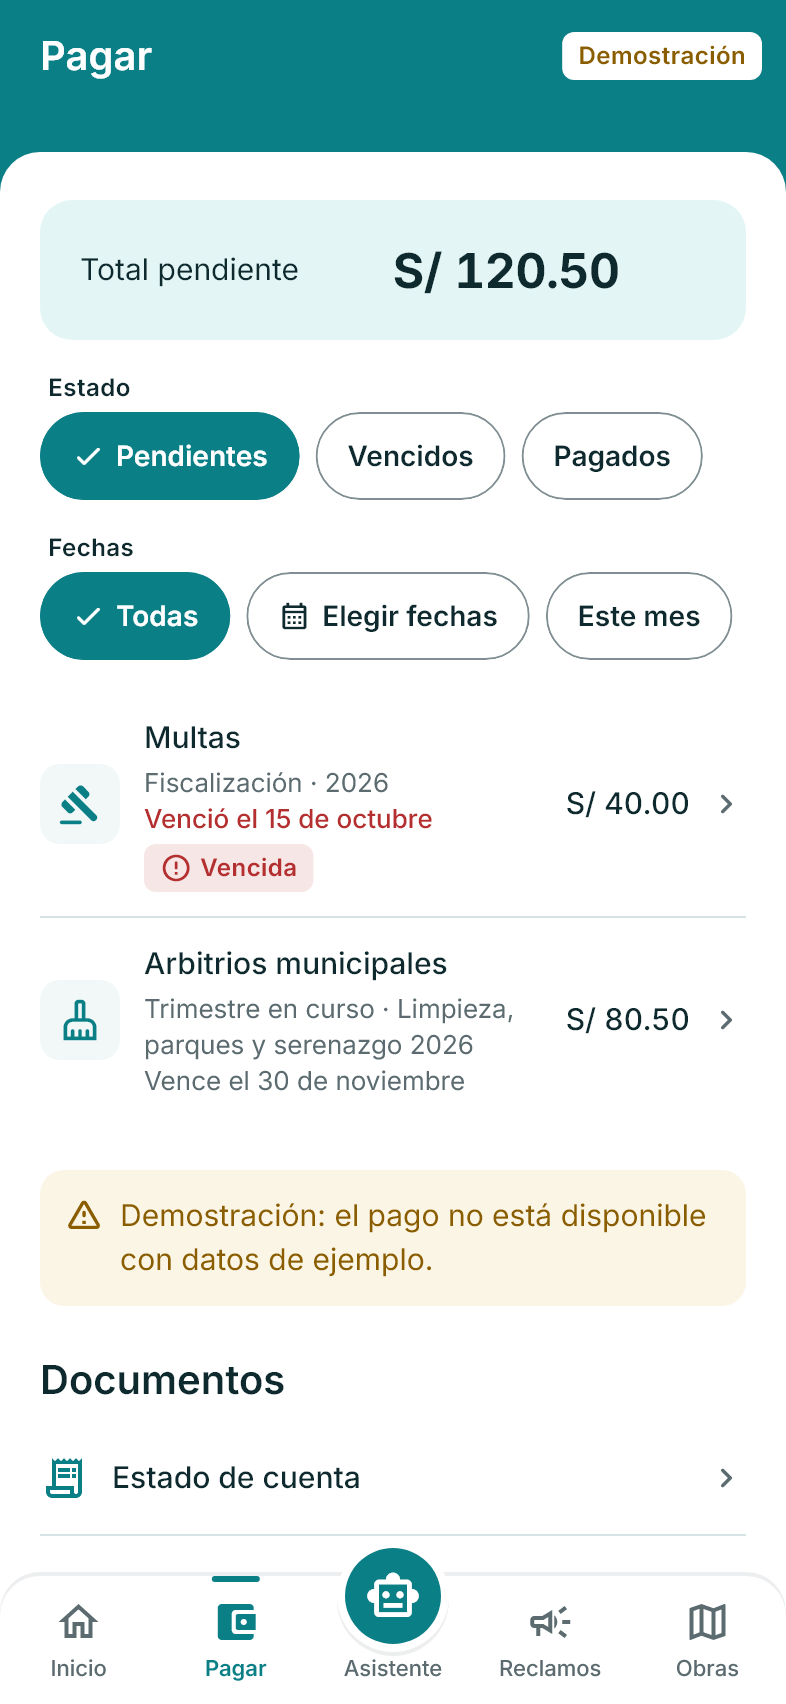 Pagar
Demostración
Total pendiente
S/ 120.50
Estado
Pendientes
Vencidos
Pagados
Fechas
Todas
Elegir fechas
Este mes
Multas
Fiscalización · 2026
Venció el 15 de octubre
Vencida
S/ 40.00
Arbitrios municipales
Trimestre en curso · Limpieza,
parques y serenazgo 2026
Vence el 30 de noviembre
S/ 80.50
Demostración: el pago no está disponible
con datos de ejemplo.
Documentos
Estado de cuenta
Inicio
Pagar
Asistente
Reclamos
Obras